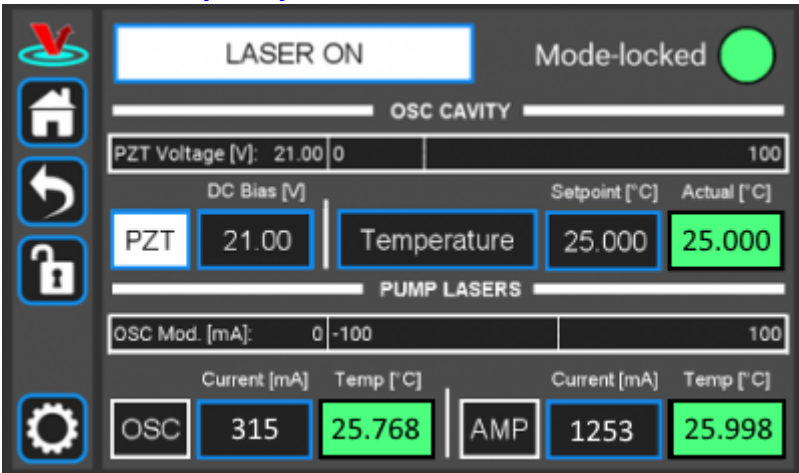 LASER ON Mode-locked
OSC CAVITY
PZT Voltage [V]: 21.00 0 100
DC Bias [V] Setpoint [°C] Actual [°C]
PZT 21.00 Temperature 25.000 25.000
PUMP LASERS
OSC Mod. [mA]: 0 -100 100
Current [mA] Temp [°C] Current [mA] Temp [°C]
OSC 315 25.768 AMP 1253 25.998